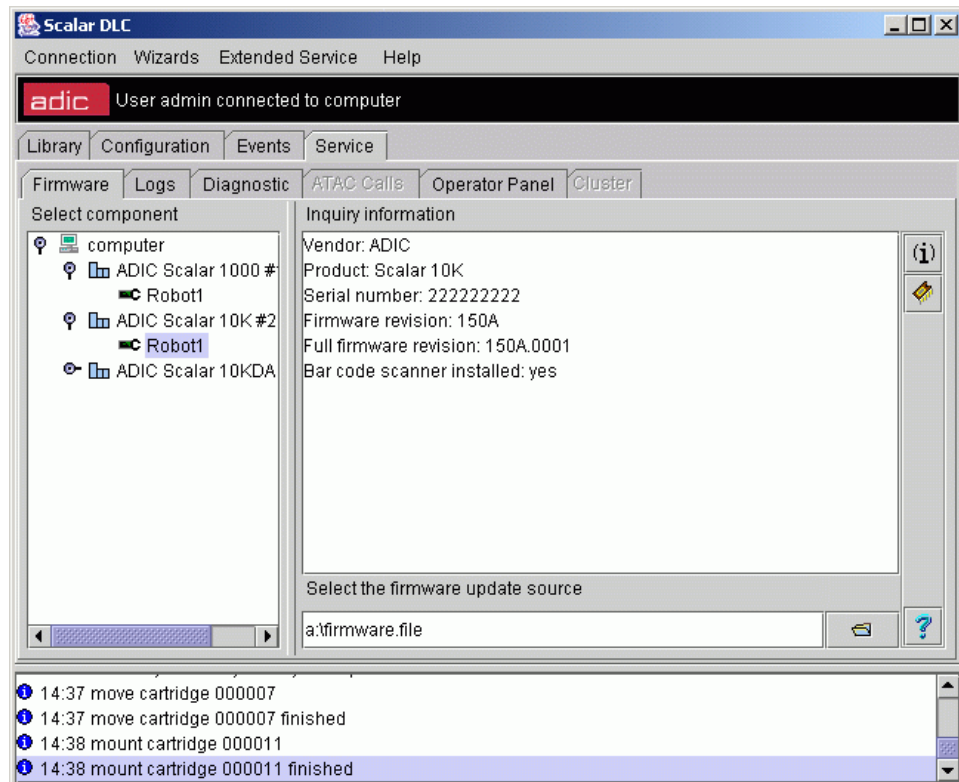 Scalar DLC
Connection Wizards Extended Service Help
adic User admin connected to computer
Library Configuration Events Service
Firmware Logs Diagnostic ATAC Calls Operator Panel Cluster
Select component
computer
ADIC Scalar 1000 #
Robot1
ADIC Scalar 10K #2
Robot1
ADIC Scalar 10KDA
Inquiry information
Vendor: ADIC
Product: Scalar 10K
Serial number: 222222222
Firmware revision: 150A
Full firmware revision: 150A.0001
Bar code scanner installed: yes
(i)
Select the firmware update source
a:\firmware.file
?
14:37 move cartridge 000007
14:37 move cartridge 000007 finished
14:38 mount cartridge 000011
14:38 mount cartridge 000011 finished